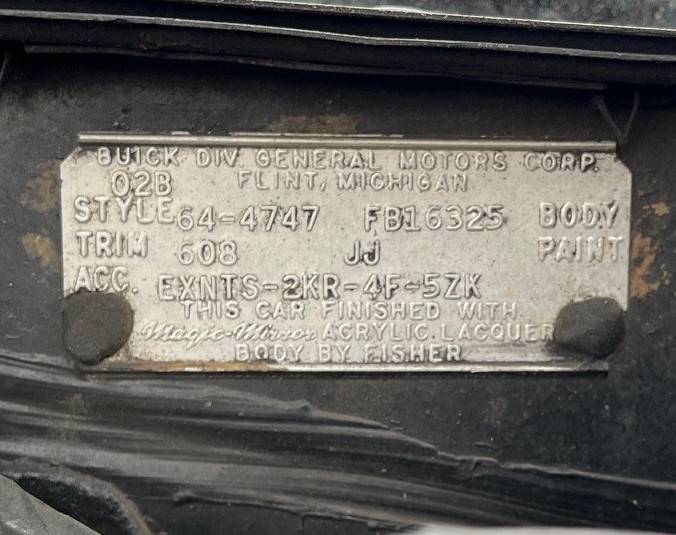 BUICK DIV. GENERAL MOTORS CORP.
02B FLINT, MICHIGAN
STYLE 64-4747 FB16325 BODY
TRIM 608 JJ PAINT
ACC. EXNTS-2KR-4F-5ZK
THIS CAR FINISHED WITH
Magic-Mirror ACRYLIC LACQUER
BODY BY FISHER